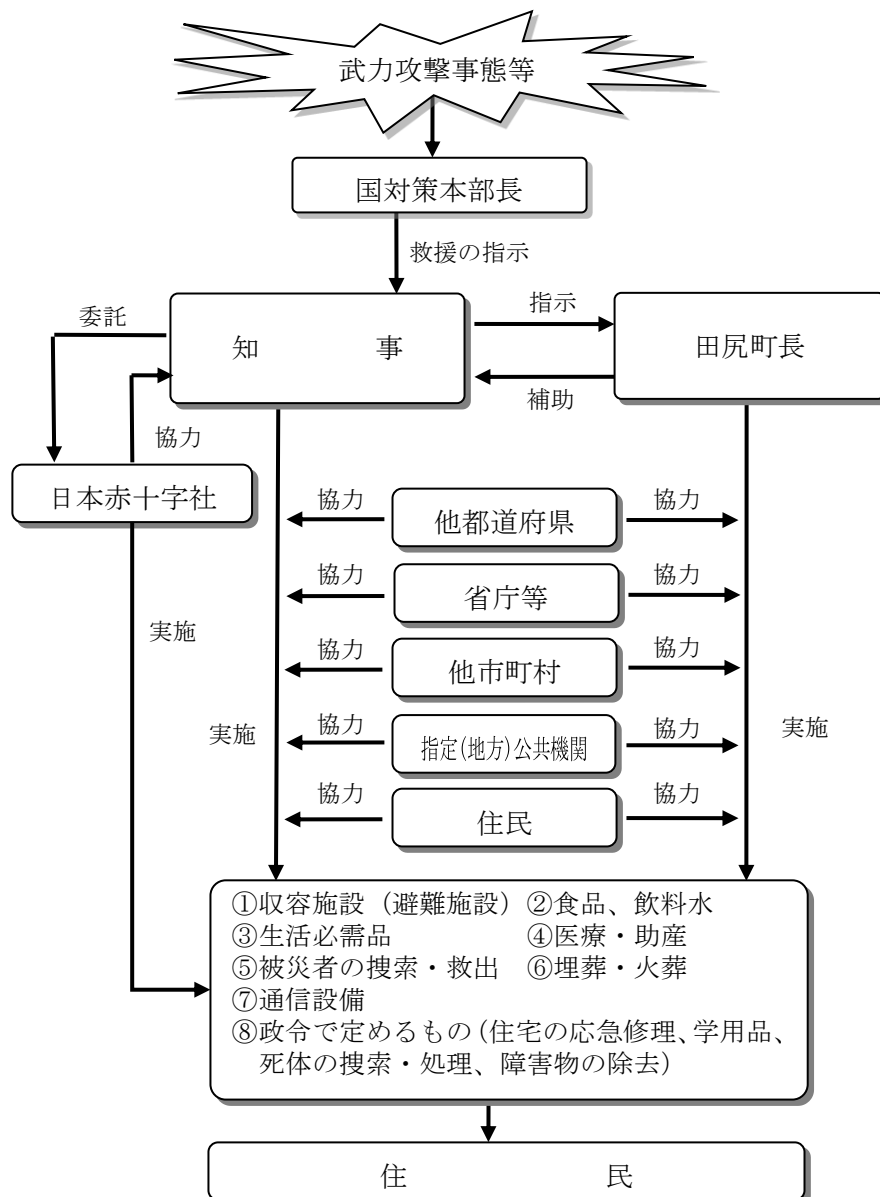 武力攻撃事態等
国対策本部長
救援の指示
知　　　事
委託
指示
補助
田尻町長
協力
日本赤十字社
協力　他都道府県　協力
協力　省庁等　協力
実施
協力　他市町村　協力
実施
協力　指定(地方)公共機関　協力
実施
協力　住民　協力
①収容施設（避難施設）②食品、飲料水
③生活必需品　　　　　④医療・助産
⑤被災者の捜索・救出　⑥埋葬・火葬
⑦通信設備
⑧政令で定めるもの（住宅の応急修理、学用品、
死体の捜索・処理、障害物の除去）
住　　　　民